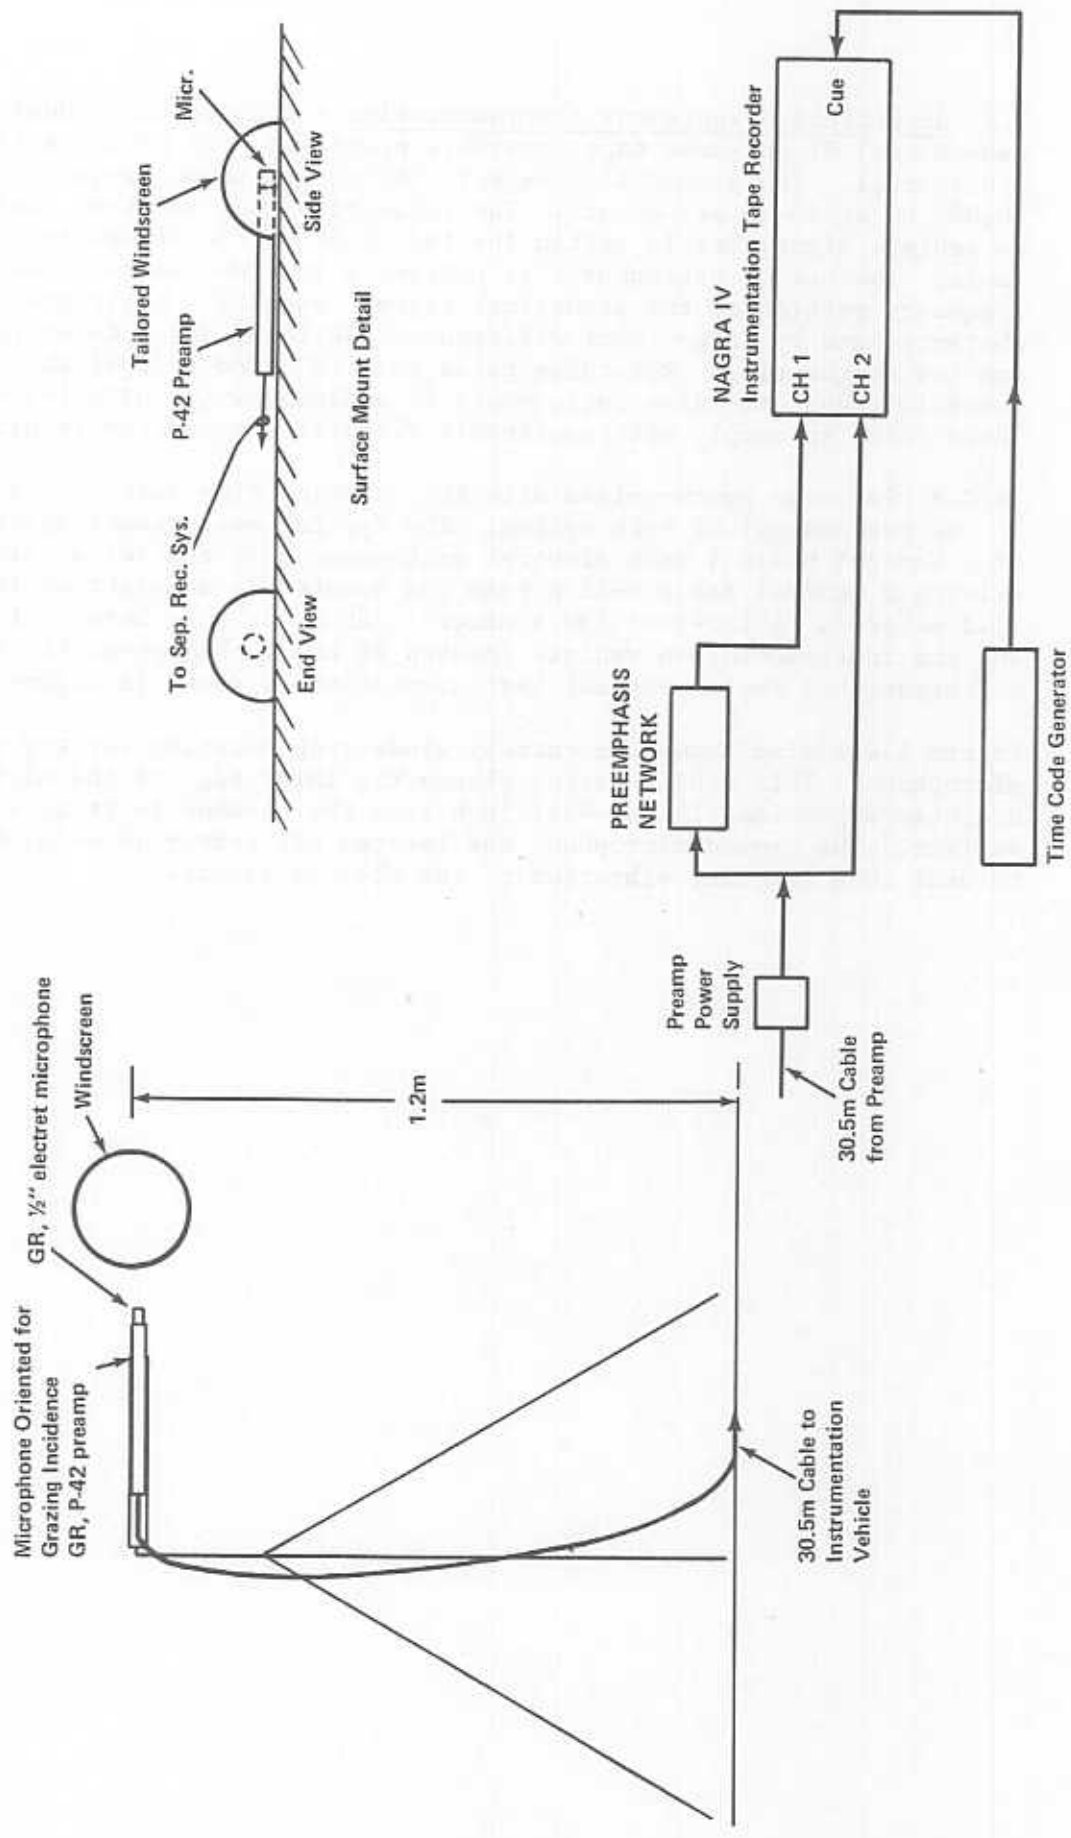 Microphone Oriented for
Grazing Incidence
GR, P-42 preamp
GR, ½" electret microphone
Windscreen
1.2m
30.5m Cable to
Instrumentation
Vehicle
To Sep. Rec. Sys.
P-42 Preamp
Tailored Windscreen
Micr.
End View
Side View
Surface Mount Detail
30.5m Cable
from Preamp
Preamp
Power
Supply
PREEMPHASIS
NETWORK
NAGRA IV
Instrumentation Tape Recorder
CH 1
CH 2
Cue
Time Code Generator